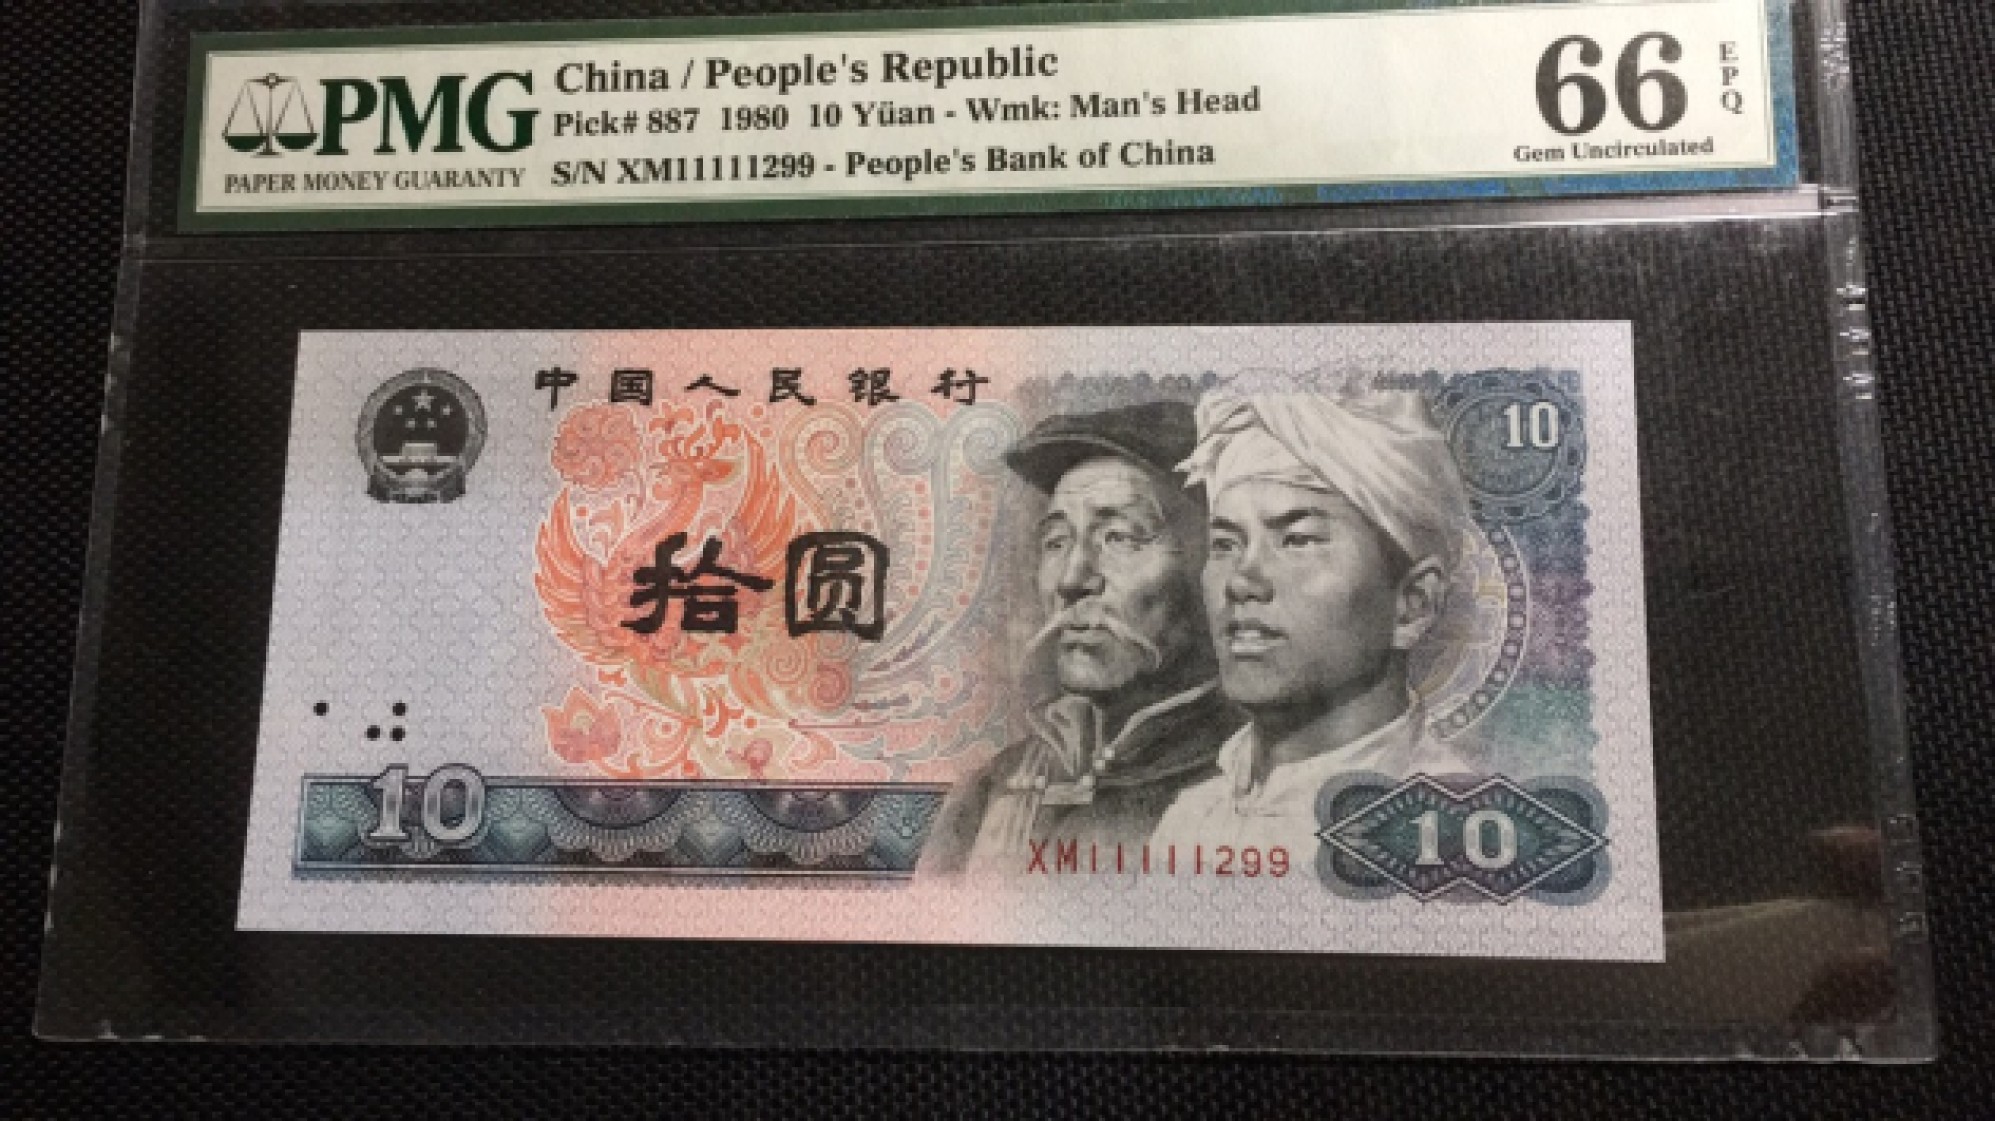 PMG
PAPER MONEY GUARANTY
China / People's Republic
Pick# 887 1980 10 Yüan - Wmk: Man's Head
S/N XM11111299 - People's Bank of China
66
EPQ
Gem Uncirculated
中国人民银行
10
拾圆
10
XM11111299
10